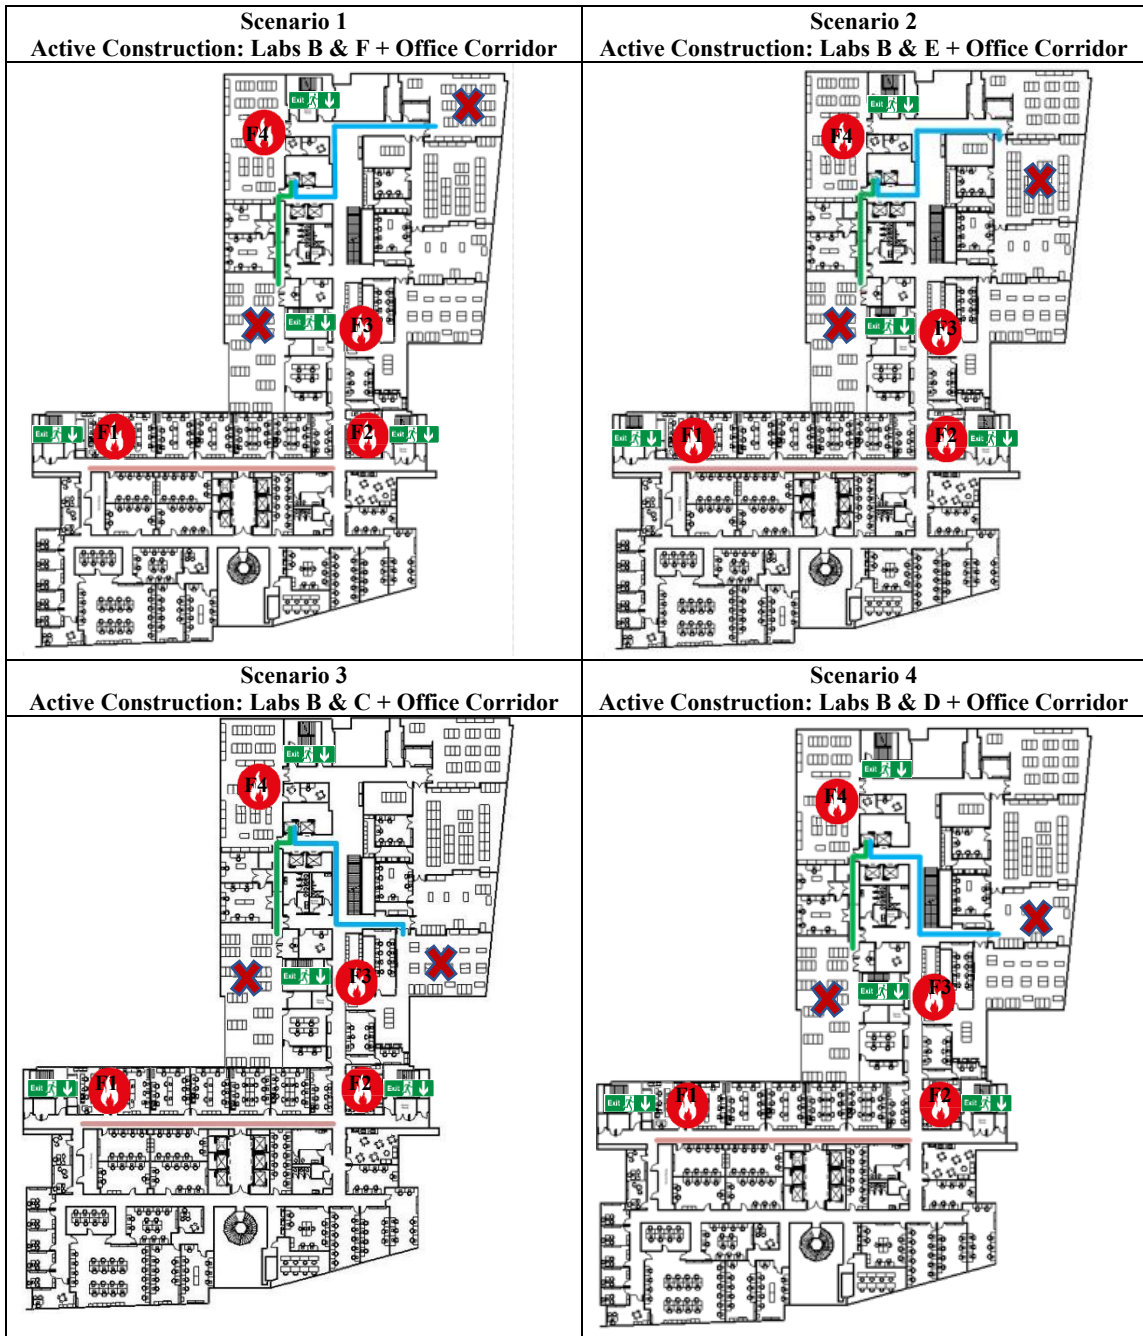 Scenario 1
Active Construction: Labs B & F + Office Corridor
Scenario 2
Active Construction: Labs B & E + Office Corridor
Exit
F4
Exit
F3
Exit
F1
F2
Exit
Exit
F4
Exit
F3
Exit
F1
F2
Exit
Scenario 3
Active Construction: Labs B & C + Office Corridor
Scenario 4
Active Construction: Labs B & D + Office Corridor
Exit
F4
Exit
F3
Exit
F1
F2
Exit
Exit
F4
Exit
F3
Exit
F1
F2
Exit